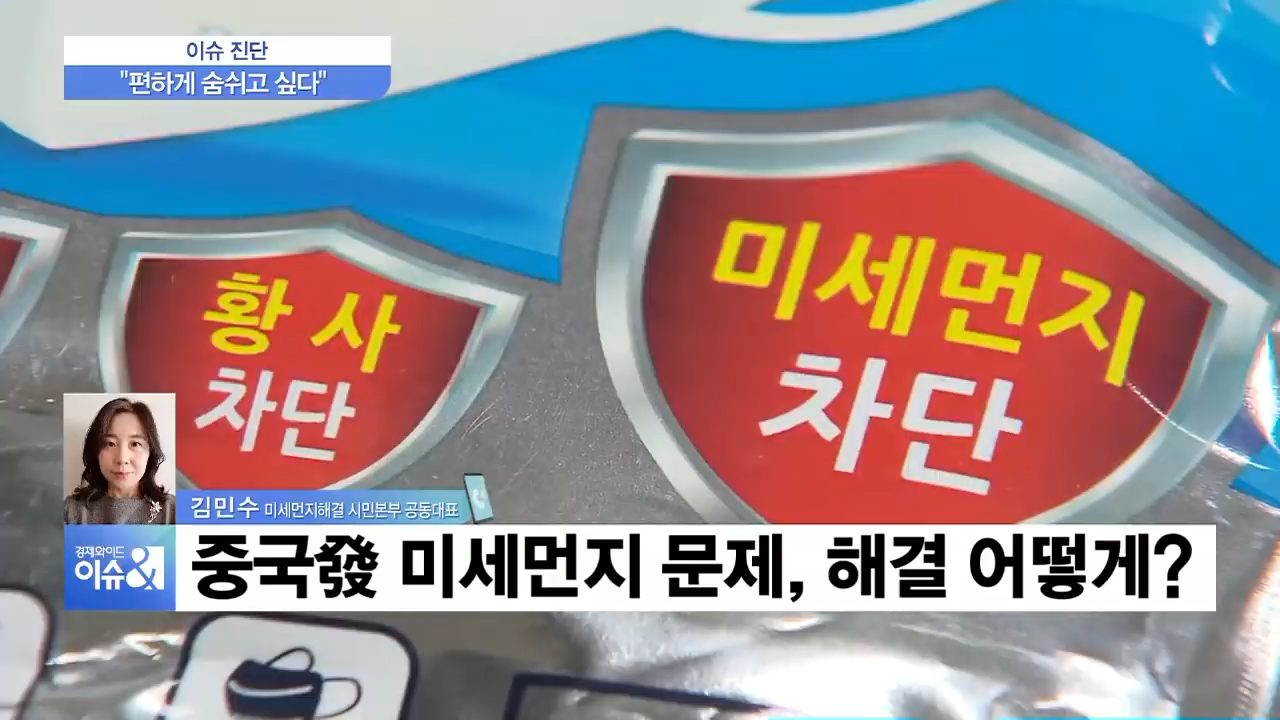 이슈 진단
"편하게 숨쉬고 싶다"
황 사
차단
미세먼지
차단
김민수 미세먼지해결 시민본부 공동대표
경제와이드
이슈&
중국發 미세먼지 문제, 해결 어떻게?